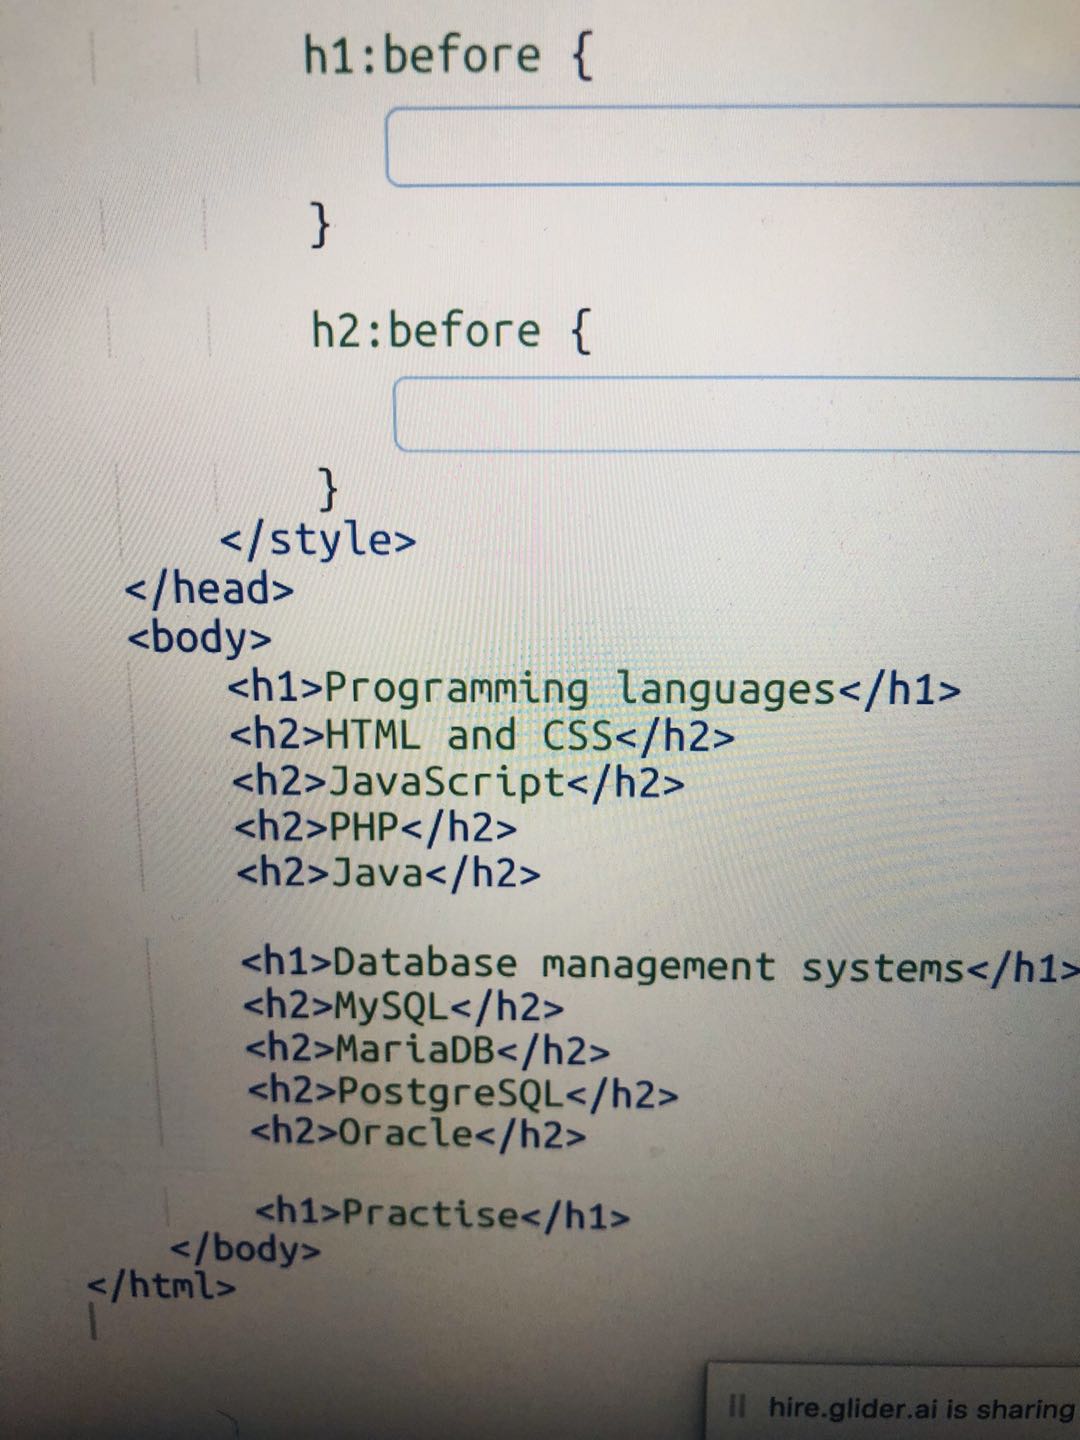 h1:before {
}
h2:before {
}
</style>
</head>
<body>
<h1>Programming languages</h1>
<h2>HTML and CSS</h2>
<h2>JavaScript</h2>
<h2>PHP</h2>
<h2>Java</h2>
<h1>Database management systems</h1>
<h2>MySQL</h2>
<h2>MariaDB</h2>
<h2>PostgreSQL</h2>
<h2>Oracle</h2>
<h1>Practise</h1>
</body>
</html>
hire.glider.ai is sharing